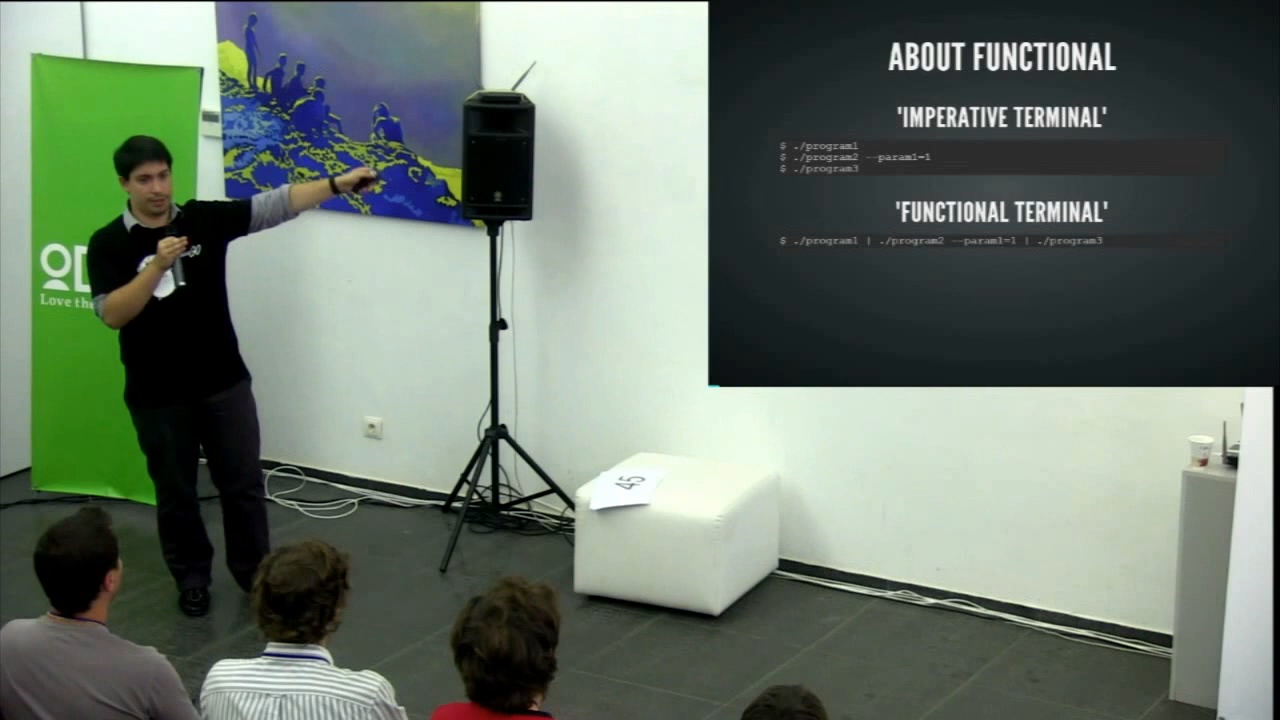 ABOUT FUNCTIONAL
'IMPERATIVE TERMINAL'
$ ./program1
$ ./program2 --param1=1
$ ./program3
'FUNCTIONAL TERMINAL'
$ ./program1 | ./program2 --param1=1 | ./program3
Love the
45